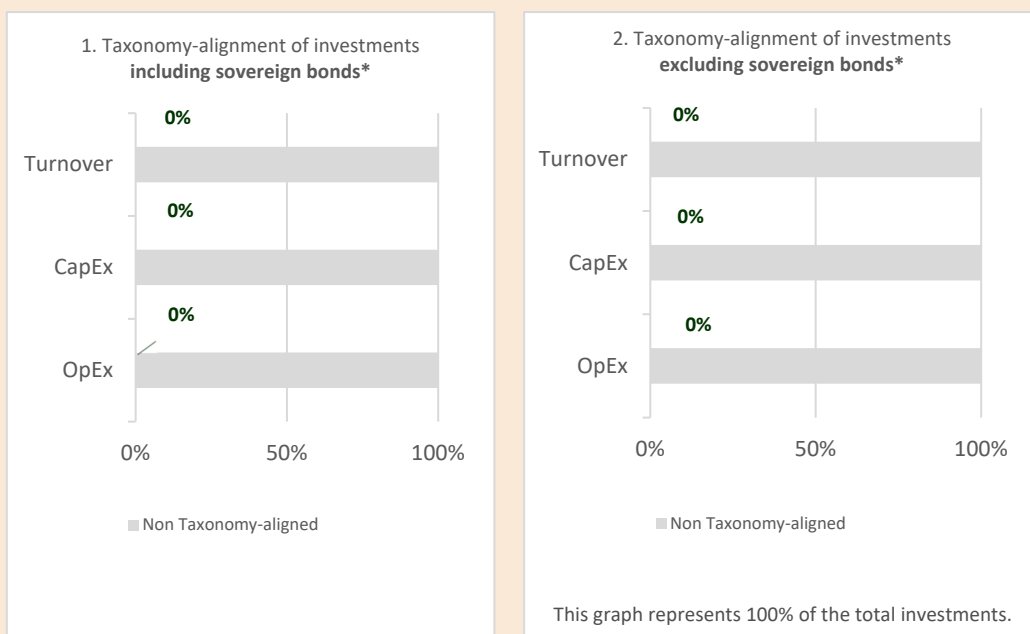 1. Taxonomy-alignment of investments
including sovereign bonds*
0%
Turnover
0%
CapEx
0%
OpEx
0%
50%
100%
Non Taxonomy-aligned
2. Taxonomy-alignment of investments
excluding sovereign bonds*
0%
Turnover
0%
CapEx
0%
OpEx
0%
50%
100%
Non Taxonomy-aligned
This graph represents 100% of the total investments.